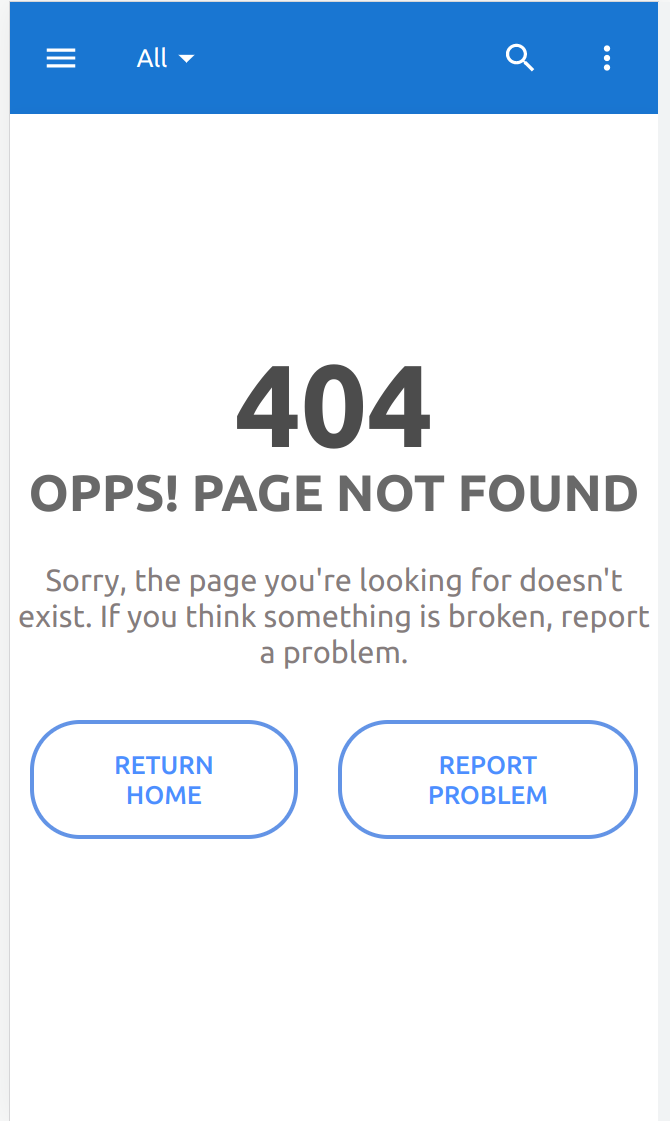 All
404
OPPS! PAGE NOT FOUND
Sorry, the page you're looking for doesn't
exist. If you think something is broken, report
a problem.
RETURN
HOME
REPORT
PROBLEM